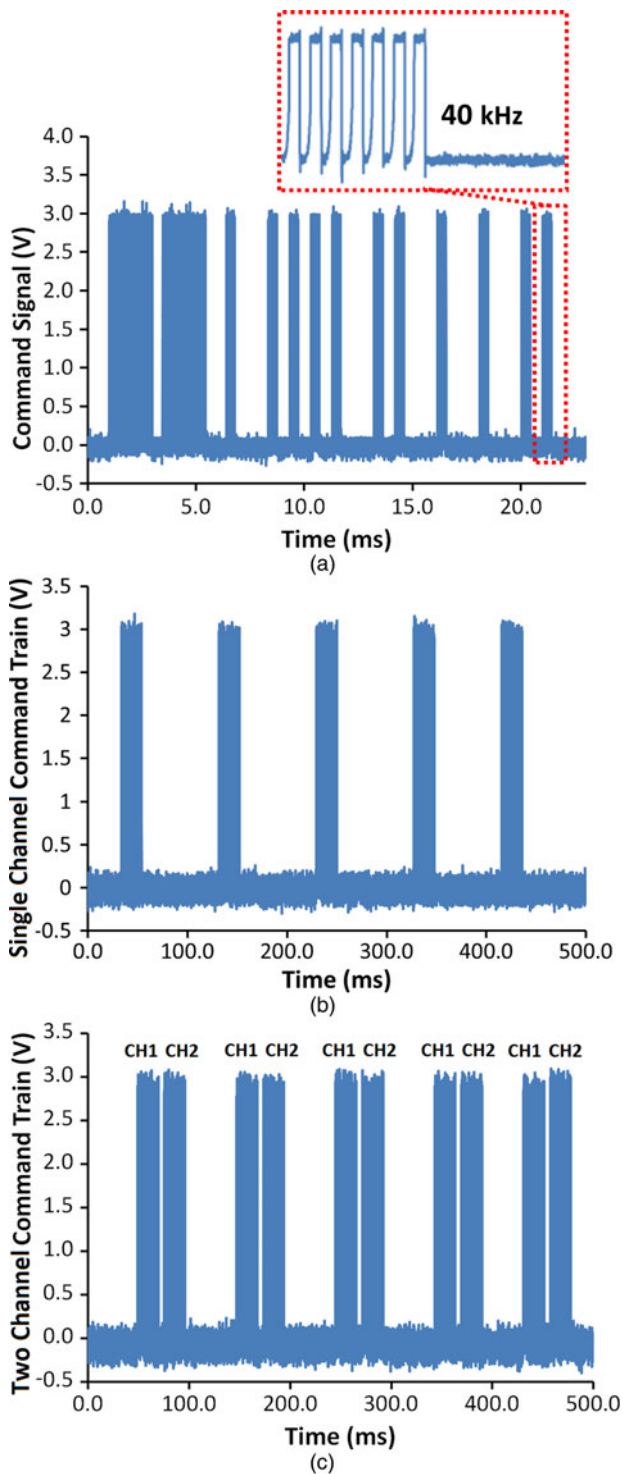 40 kHz
4.0
3.5
3.0
2.5
2.0
1.5
1.0
0.5
0.0
-0.5
Command Signal (V)
0.0 5.0 10.0 15.0 20.0
Time (ms)
(a)
3.5
3
2.5
2
1.5
1
0.5
0
-0.5
Single Channel Command Train (V)
0.0 100.0 200.0 300.0 400.0 500.0
Time (ms)
(b)
3.5
3.0
2.5
2.0
1.5
1.0
0.5
0.0
-0.5
Two Channel Command Train (V)
CH1 CH2 CH1 CH2 CH1 CH2 CH1 CH2 CH1 CH2
0.0 100.0 200.0 300.0 400.0 500.0
Time (ms)
(c)